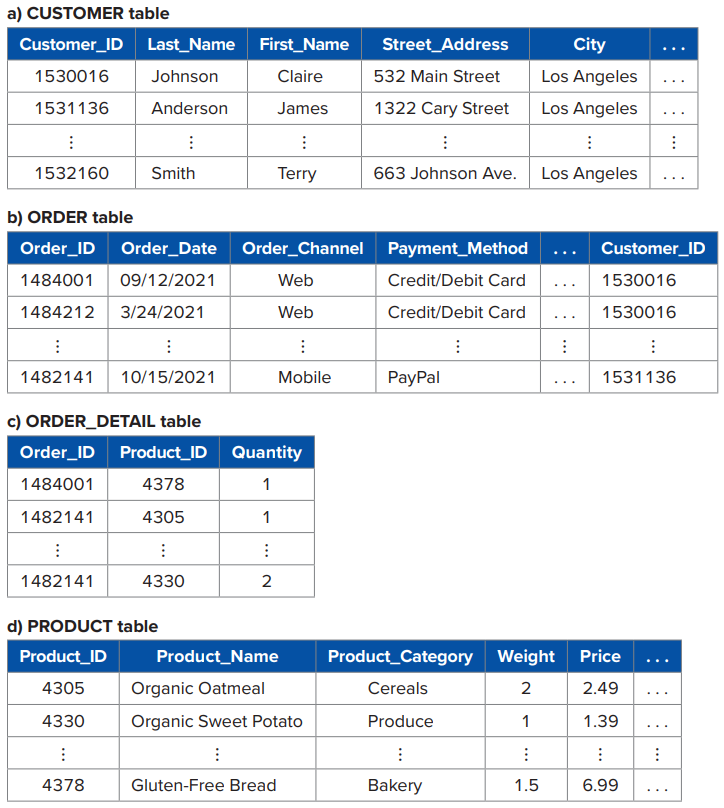 a) CUSTOMER table
Customer_ID Last_Name First_Name Street_Address City ...
1530016 Johnson Claire 532 Main Street Los Angeles ...
1531136 Anderson James 1322 Cary Street Los Angeles ...
⋮ ⋮ ⋮ ⋮ ⋮ ⋮
1532160 Smith Terry 663 Johnson Ave. Los Angeles ...
b) ORDER table
Order_ID Order_Date Order_Channel Payment_Method ... Customer_ID
1484001 09/12/2021 Web Credit/Debit Card ... 1530016
1484212 3/24/2021 Web Credit/Debit Card ... 1530016
⋮ ⋮ ⋮ ⋮ ⋮ ⋮
1482141 10/15/2021 Mobile PayPal ... 1531136
c) ORDER_DETAIL table
Order_ID Product_ID Quantity
1484001 4378 1
1482141 4305 1
⋮ ⋮ ⋮
1482141 4330 2
d) PRODUCT table
Product_ID Product_Name Product_Category Weight Price ...
4305 Organic Oatmeal Cereals 2 2.49 ...
4330 Organic Sweet Potato Produce 1 1.39 ...
⋮ ⋮ ⋮ ⋮ ⋮ ⋮
4378 Gluten-Free Bread Bakery 1.5 6.99 ...